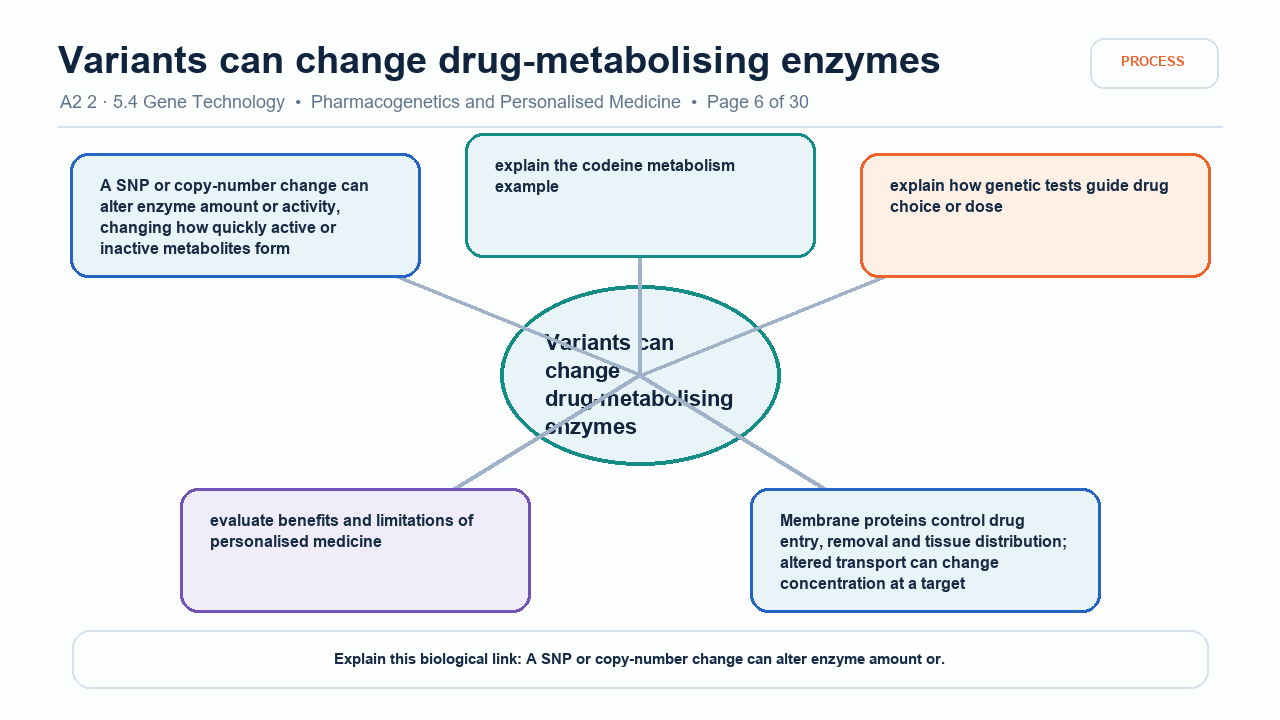 Variants can change drug-metabolising enzymes
PROCESS
A2 2 · 5.4 Gene Technology • Pharmacogenetics and Personalised Medicine • Page 6 of 30
A SNP or copy-number change can
alter enzyme amount or activity,
changing how quickly active or
inactive metabolites form
explain the codeine metabolism
example
explain how genetic tests guide drug
choice or dose
Variants can
change
drug-metabolising
enzymes
evaluate benefits and limitations of
personalised medicine
Membrane proteins control drug
entry, removal and tissue distribution;
altered transport can change
concentration at a target
Explain this biological link: A SNP or copy-number change can alter enzyme amount or.